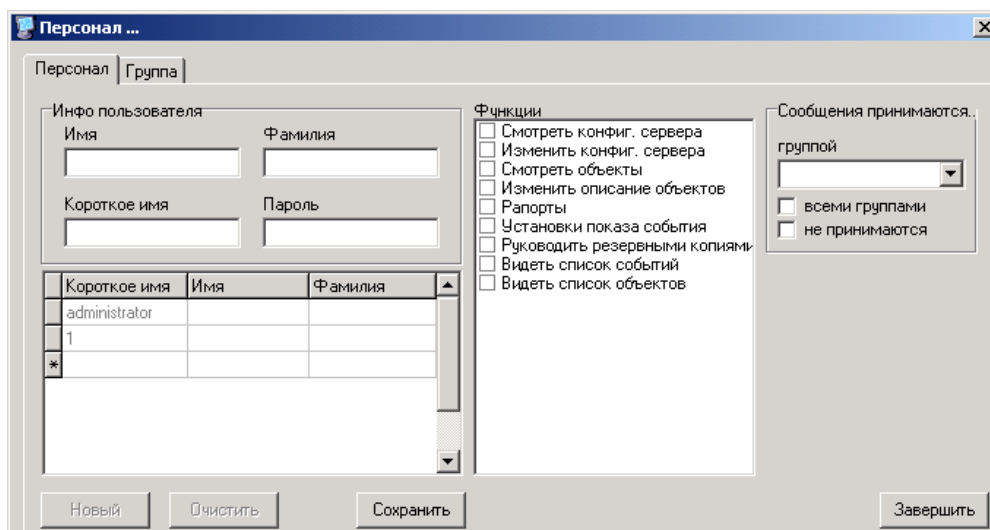 Персонал ...
Персонал Группа
Инфо пользователя
Имя Фамилия
Короткое имя Пароль
Короткое имя Имя Фамилия
administrator
1
*
Функции
Смотреть конфиг. сервера
Изменить конфиг. сервера
Смотреть объекты
Изменить описание объектов
Рапорты
Установки показа события
Руководить резервными копиями
Видеть список событий
Видеть список объектов
Сообщения принимаются..
группой
всеми группами
не принимаются
Новый Очистить Сохранить Завершить